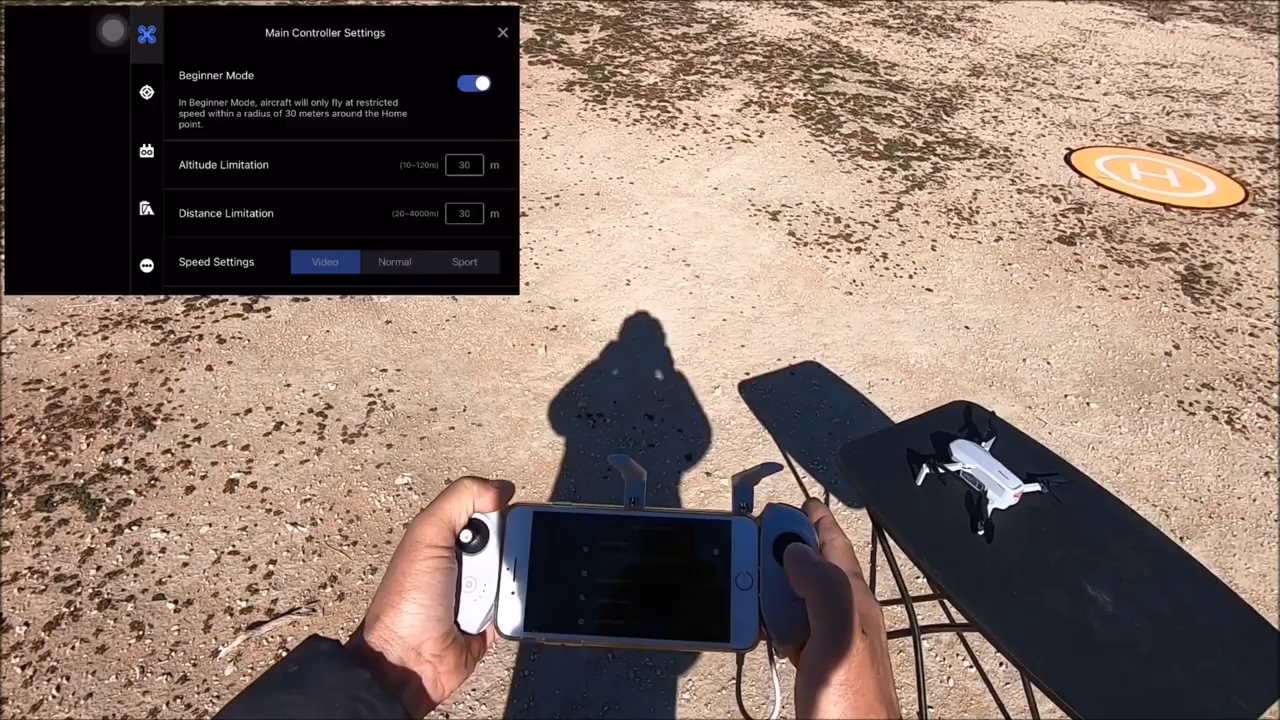 Main Controller Settings
Beginner Mode
In Beginner Mode, aircraft will only fly at restricted
speed within a radius of 30 meters around the Home
point.
Altitude Limitation (10~120m) 30 m
Distance Limitation (20~4000m) 30 m
Speed Settings Video Normal Sport
H